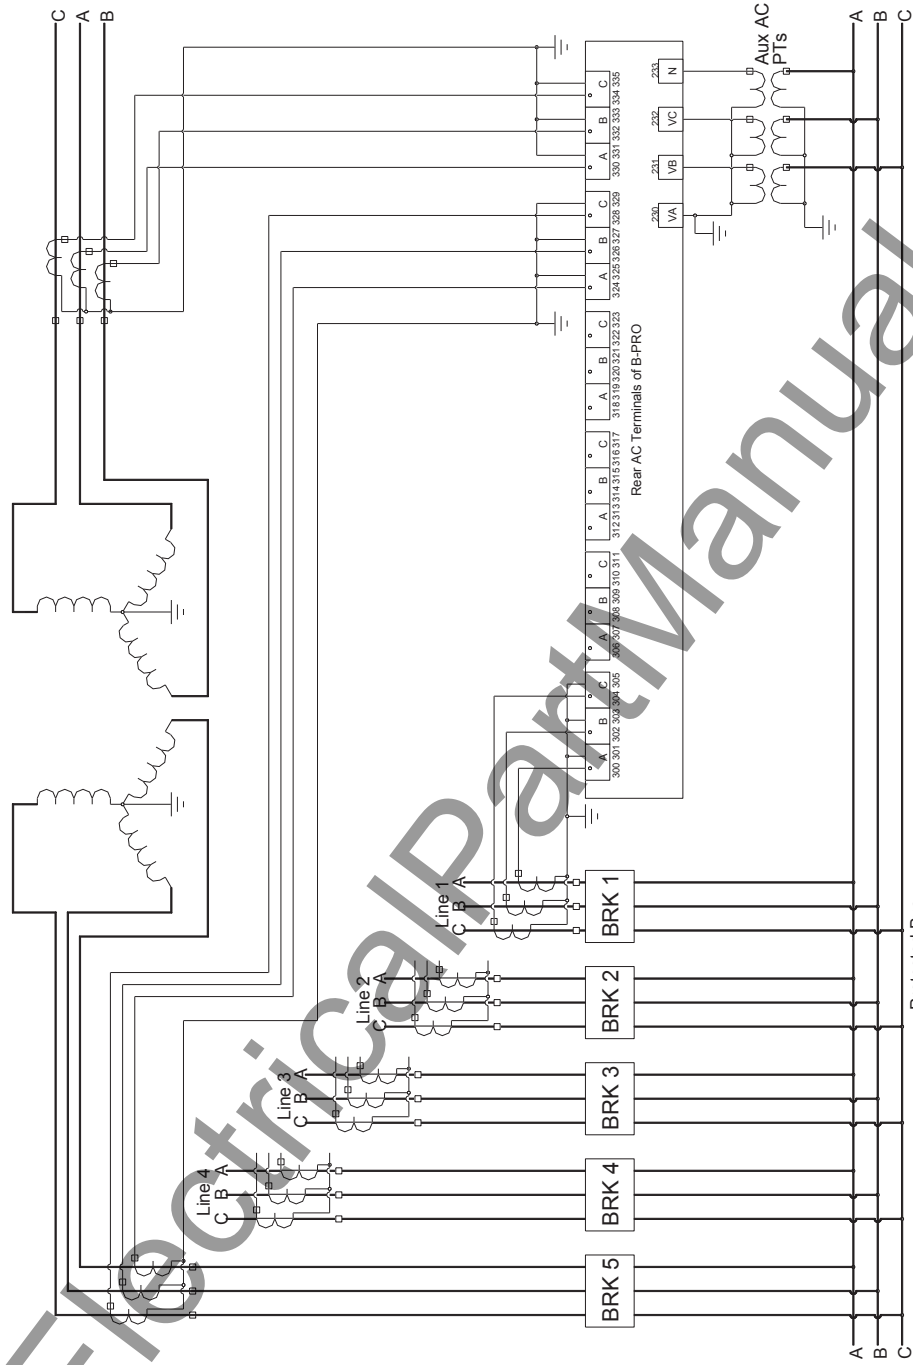 C
A
B
Aux AC
PTs
A
B
C
330 331 332 333 334 335
A B C
324 325 326 327 328 329
A B C
318 319 320 321 322 323
A B C
312 313 314 315 316 317
A B C
306 307 308 309 310 311
A B C
300 301 302 303 304 305
A B C
Rear AC Terminals of B-PRO
230 231 232 233
VA VB VC N
Line 1
C B A
Line 2
C B A
Line 3
C B A
Line 4
C B A
BRK 1
BRK 2
BRK 3
BRK 4
BRK 5
A
B
C
ElectricalPartManual